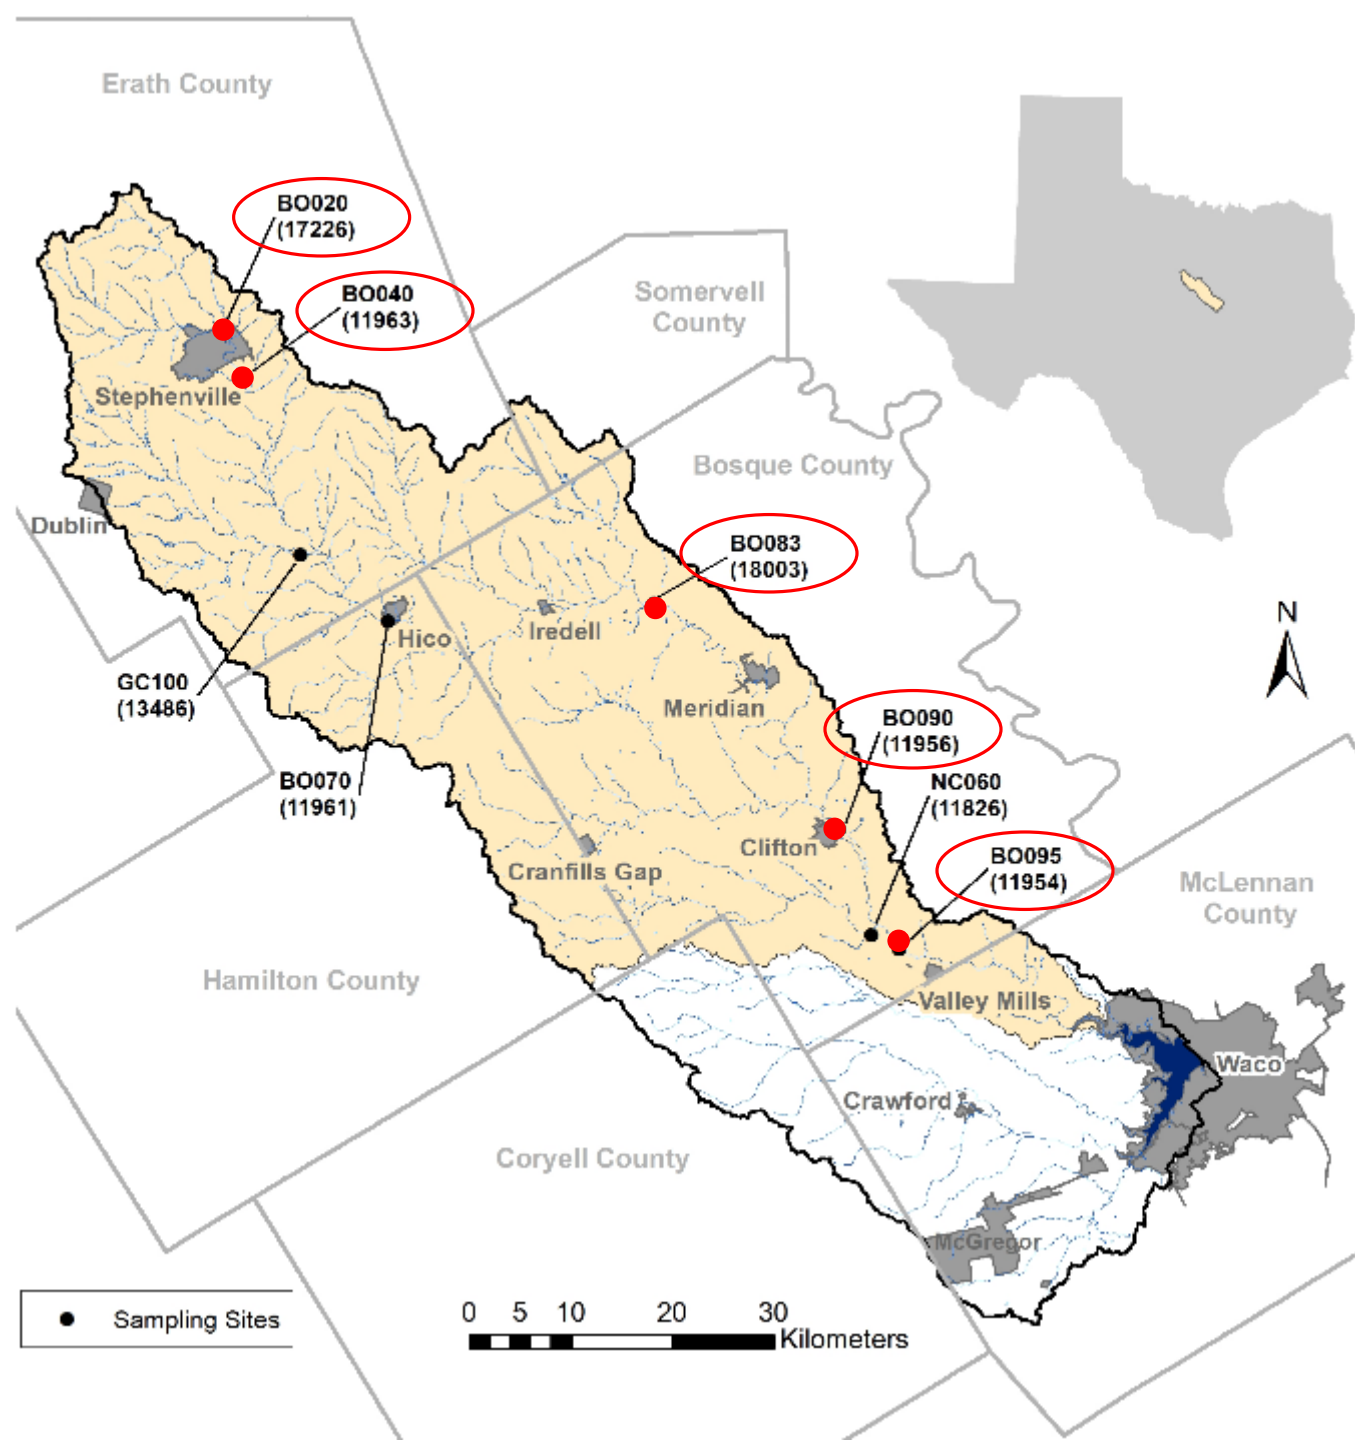 Erath County
BO020
(17226)
BO040
(11963)
Somervell
County
Stephenville
Bosque County
Dublin
BO083
(18003)
N
Hico
Iredell
GC100
(13486)
Meridian
BO090
(11956)
BO070
(11961)
NC060
(11826)
Clifton
BO095
(11954)
Cranfills Gap
McLennan
County
Hamilton County
Valley Mills
Waco
Crawford
Coryell County
McGregor
Sampling Sites
0 5 10 20 30
Kilometers